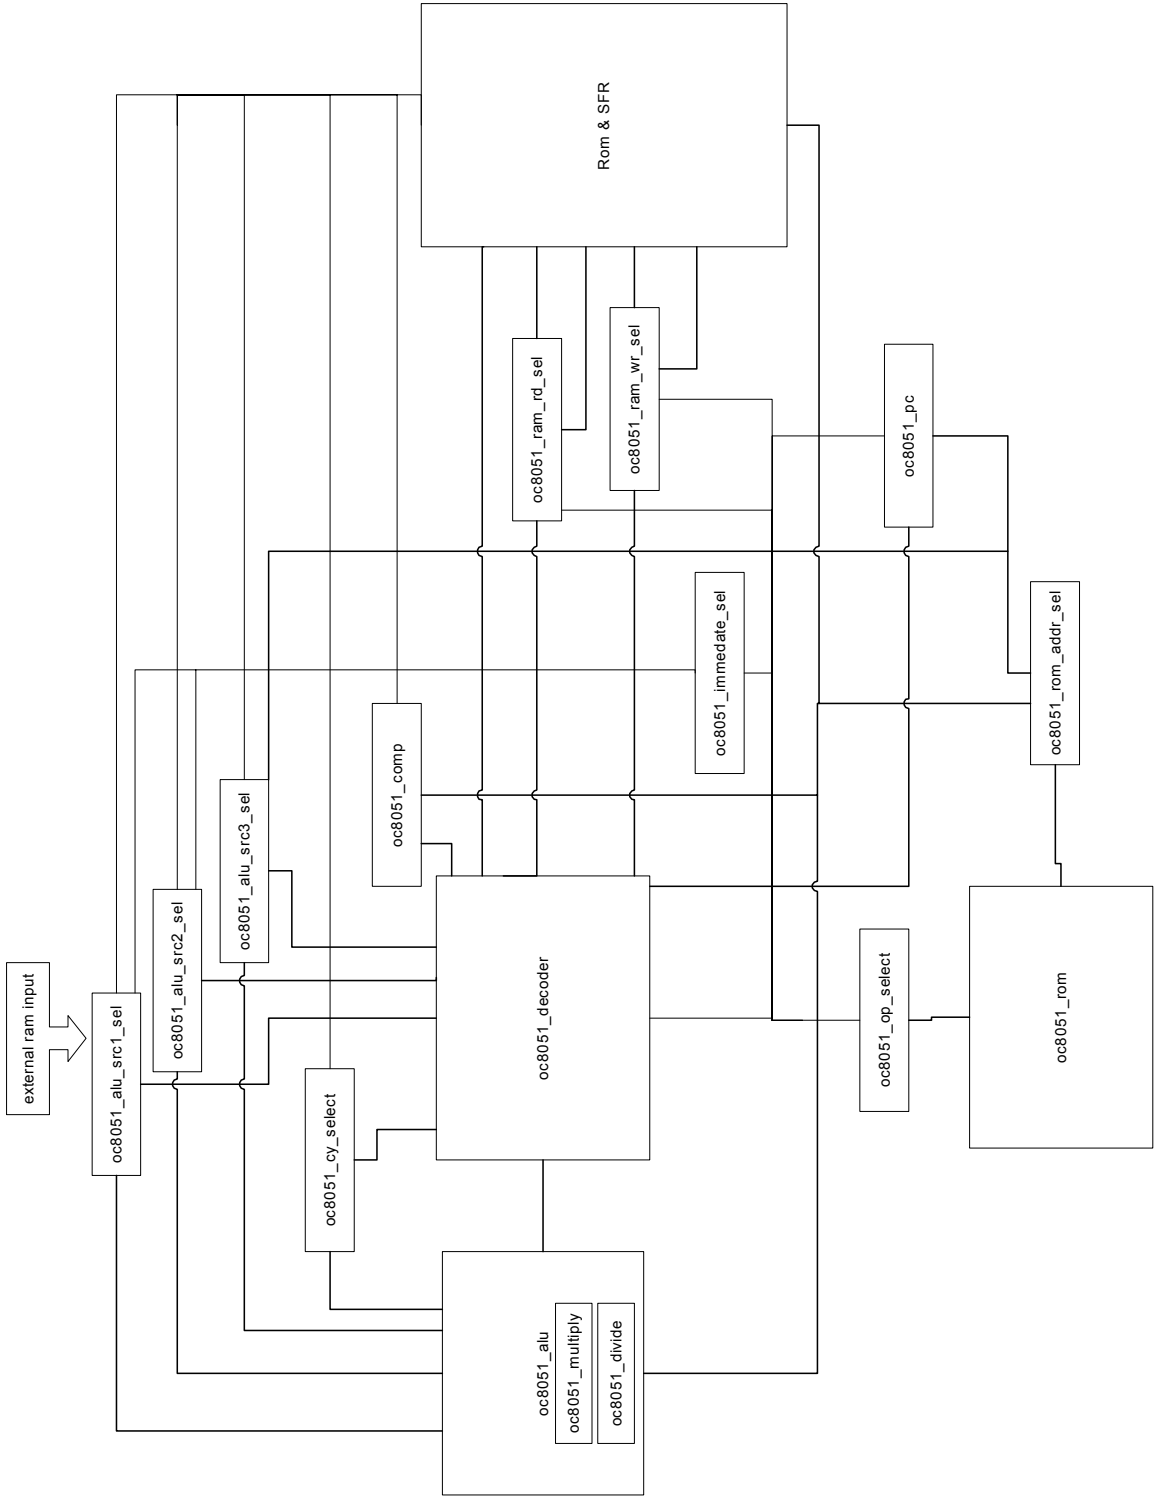 external ram input
oc8051_alu_src1_sel
oc8051_alu_src2_sel
oc8051_alu_src3_sel
oc8051_cy_select
oc8051_comp
oc8051_decoder
oc8051_alu
oc8051_multiply
oc8051_divide
Rom & SFR
oc8051_ram_rd_sel
oc8051_ram_wr_sel
oc8051_immedate_sel
oc8051_pc
oc8051_op_select
oc8051_rom_addr_sel
oc8051_rom